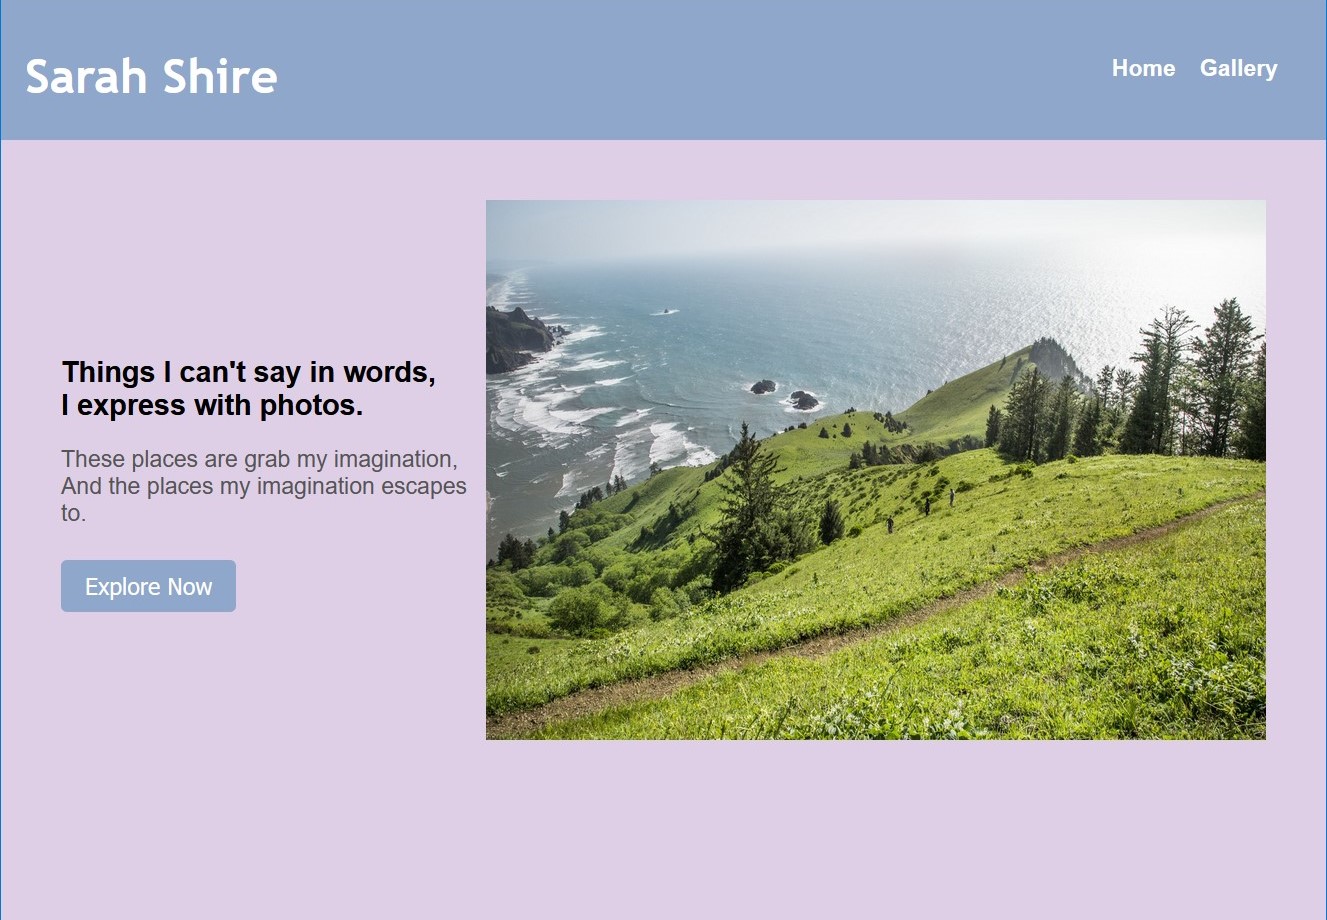 Sarah Shire
Home Gallery
Things I can't say in words,
I express with photos.
These places are grab my imagination,
And the places my imagination escapes
to.
Explore Now